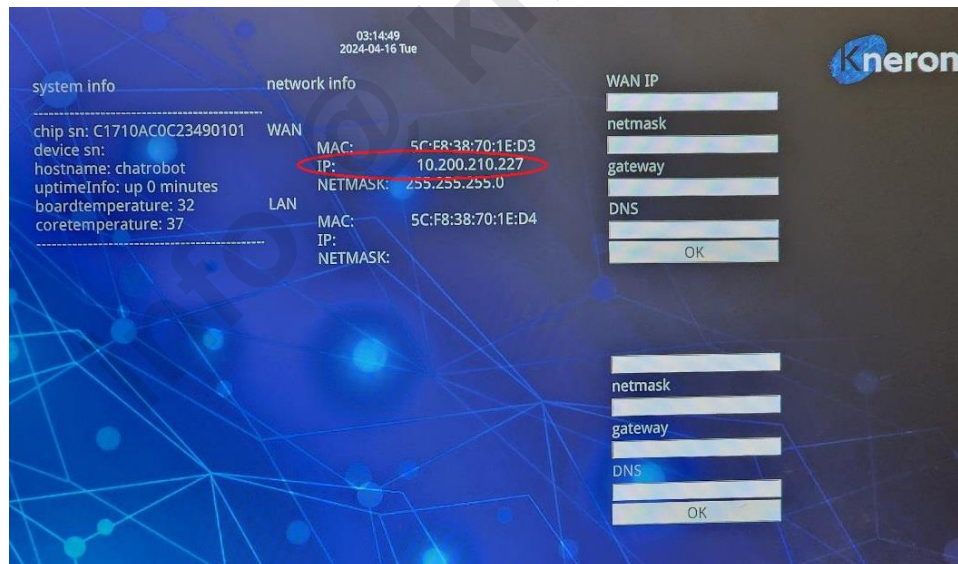 03:14:49
2024-04-16 Tue
Kneron
system info
----------------------------------------
chip sn: C1710AC0C23490101
device sn:
hostname: chatrobot
uptimeInfo: up 0 minutes
boardtemperature: 32
coretemperature: 37
----------------------------------------
network info
WAN
MAC: 5C:F8:38:70:1E:D3
IP: 10.200.210.227
NETMASK: 255.255.255.0
LAN
MAC: 5C:F8:38:70:1E:D4
IP:
NETMASK:
WAN IP
netmask
gateway
DNS
OK
netmask
gateway
DNS
OK